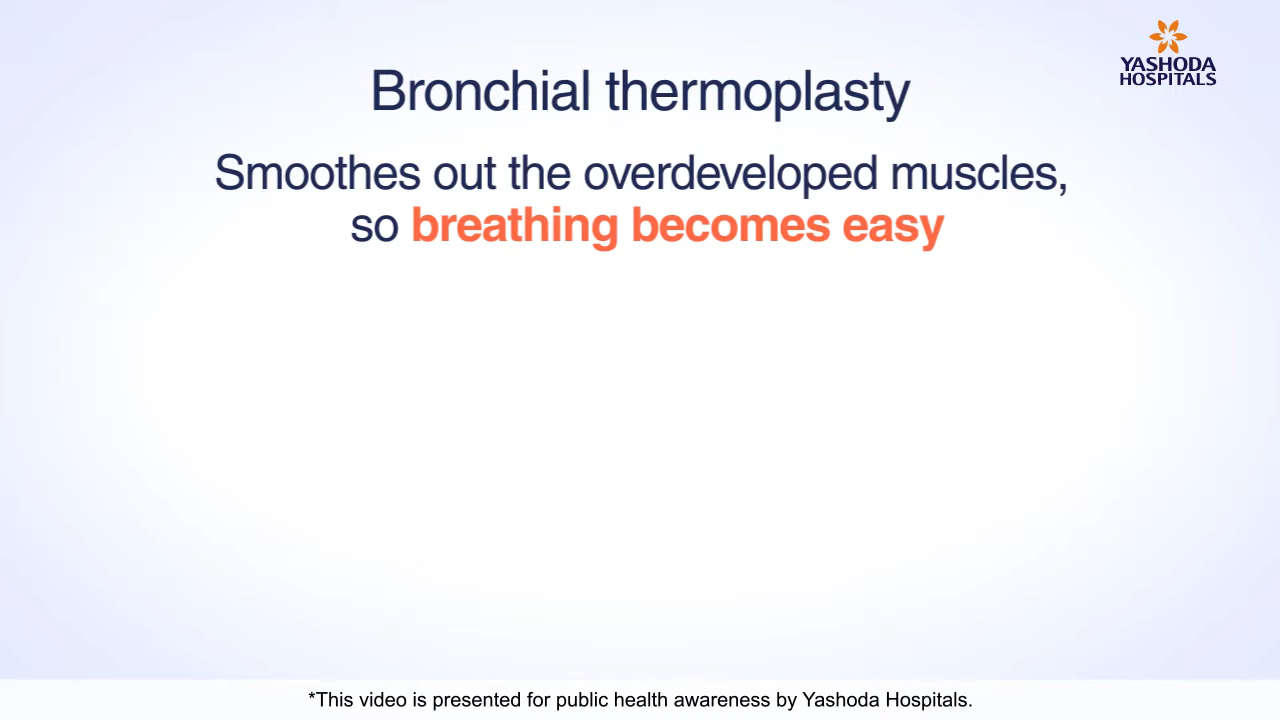 YASHODA
HOSPITALS
Bronchial thermoplasty
Smoothes out the overdeveloped muscles,
so breathing becomes easy
*This video is presented for public health awareness by Yashoda Hospitals.